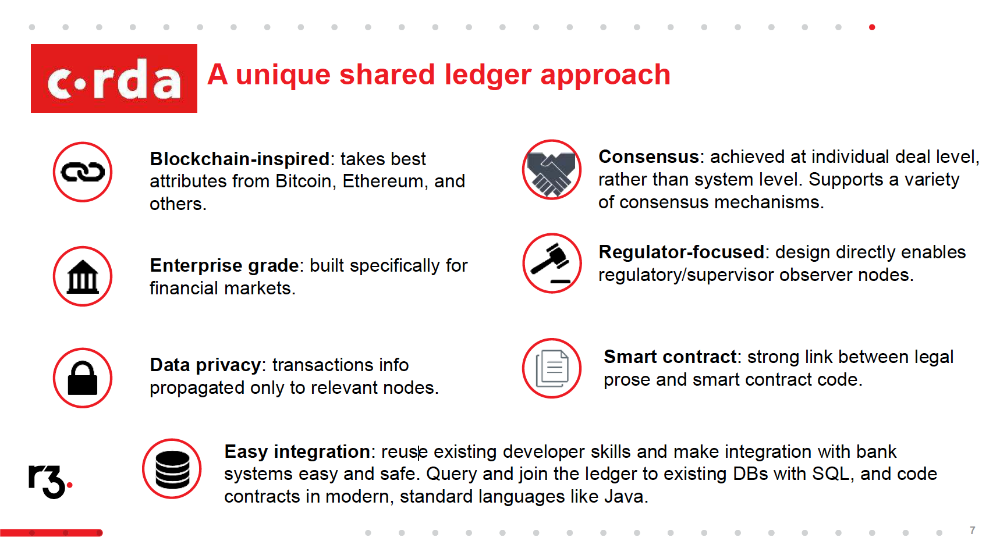 c·rda
A unique shared ledger approach
Blockchain-inspired: takes best
attributes from Bitcoin, Ethereum, and
others.
Enterprise grade: built specifically for
financial markets.
Data privacy: transactions info
propagated only to relevant nodes.
Consensus: achieved at individual deal level,
rather than system level. Supports a variety
of consensus mechanisms.
Regulator-focused: design directly enables
regulatory/supervisor observer nodes.
Smart contract: strong link between legal
prose and smart contract code.
Easy integration: reuse existing developer skills and make integration with bank
systems easy and safe. Query and join the ledger to existing DBs with SQL, and code
contracts in modern, standard languages like Java.
r3.
7